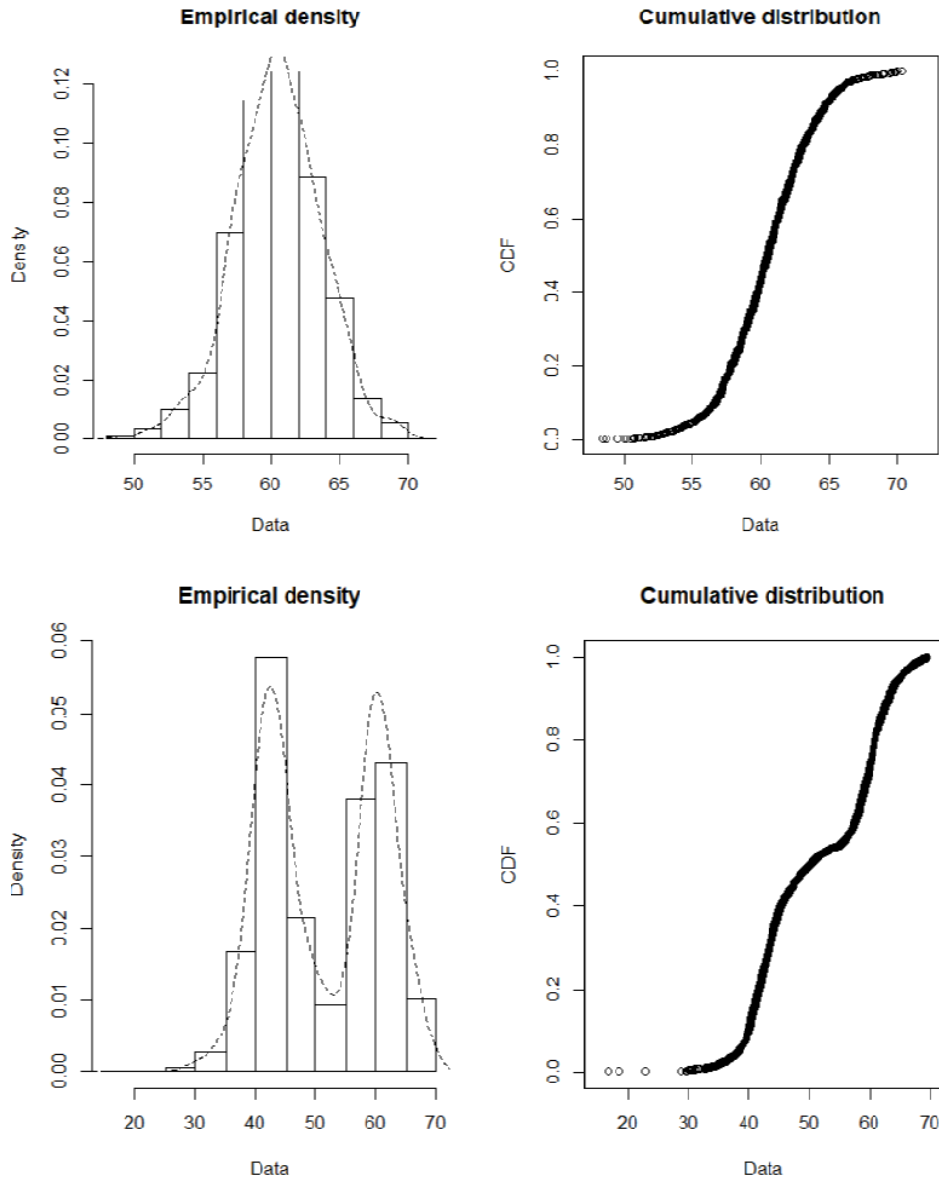 Empirical density
Cumulative distribution
Density
0.00 0.02 0.04 0.06 0.08 0.10 0.12
50 55 60 65 70
Data
CDF
0.0 0.2 0.4 0.6 0.8 1.0
50 55 60 65 70
Data
Empirical density
Cumulative distribution
Density
0.00 0.01 0.02 0.03 0.04 0.05 0.06
20 30 40 50 60 70
Data
CDF
0.0 0.2 0.4 0.6 0.8 1.0
20 30 40 50 60 70
Data